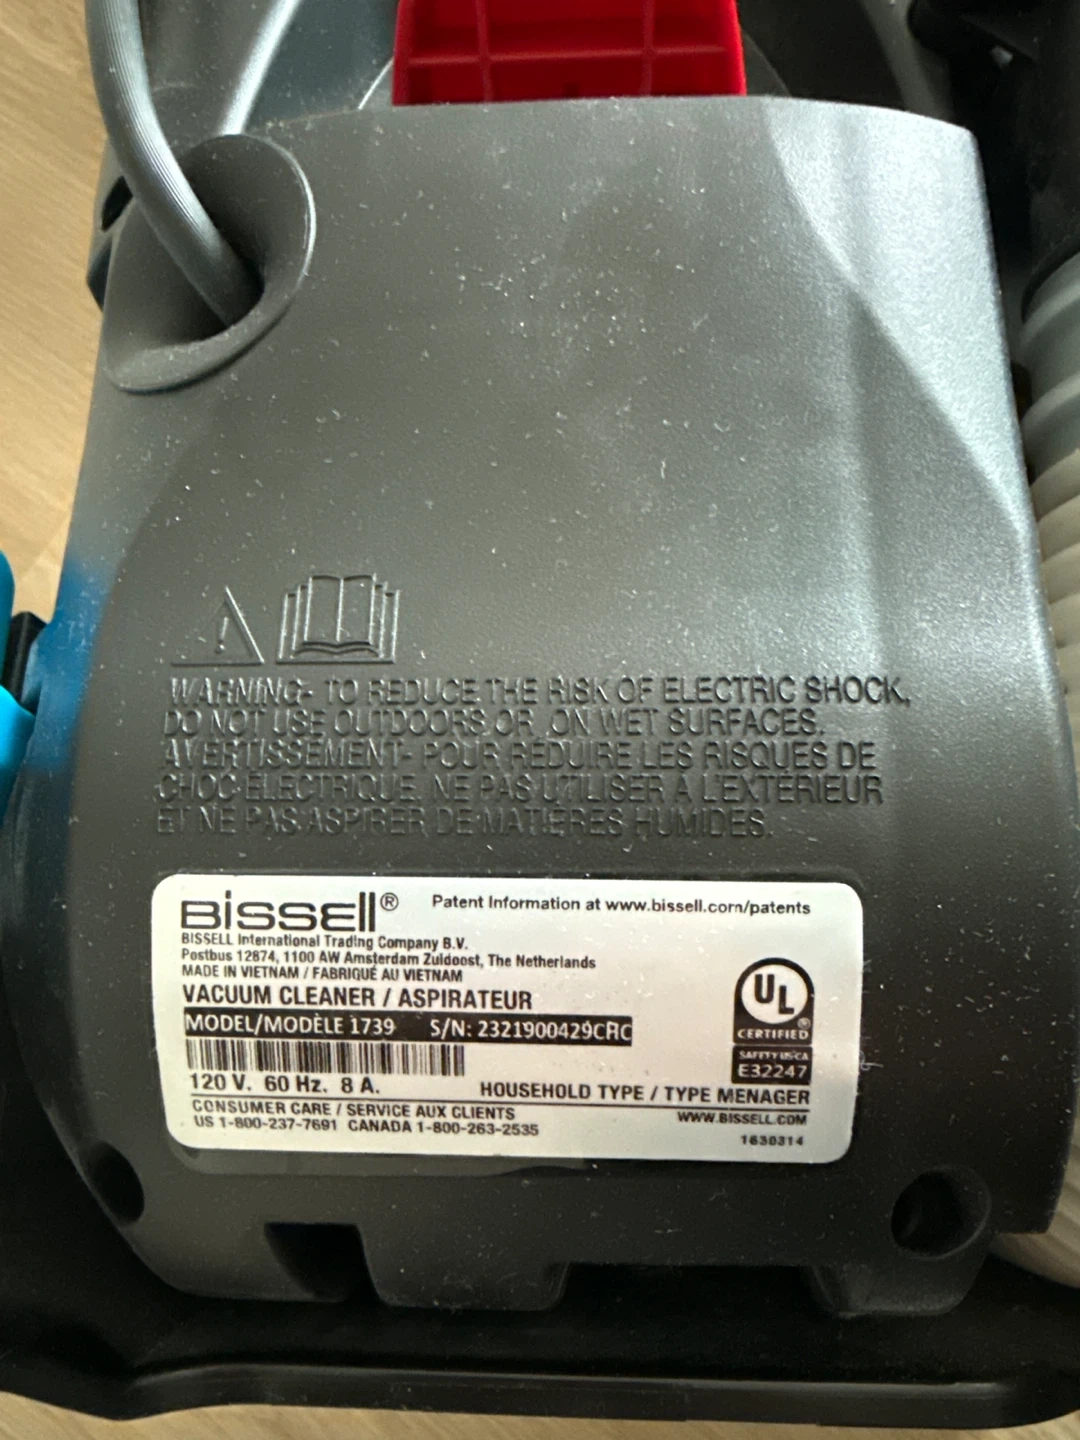 WARNING- TO REDUCE THE RISK OF ELECTRIC SHOCK,
DO NOT USE OUTDOORS OR ON WET SURFACES.
AVERTISSEMENT- POUR RÉDUIRE LES RISQUES DE
CHOC ÉLECTRIQUE. NE PAS UTILISER À L'EXTÉRIEUR
ET NE PAS ASPIRER DE MATIÈRES HUMIDES.
BISSELL® Patent Information at www.bissell.com/patents
BISSELL International Trading Company B.V.
Postbus 12874, 1100 AW Amsterdam Zuidoost, The Netherlands
MADE IN VIETNAM / FABRIQUÉ AU VIETNAM
VACUUM CLEANER / ASPIRATEUR
MODEL/MODÈLE 1739 S/N: 2321900429CRC
120 V. 60 Hz. 8 A. HOUSEHOLD TYPE / TYPE MENAGER
UL ®
CERTIFIED
SAFETY US-CA
E32247
CONSUMER CARE / SERVICE AUX CLIENTS WWW.BISSELL.COM
US 1-800-237-7691 CANADA 1-800-263-2535
1630314